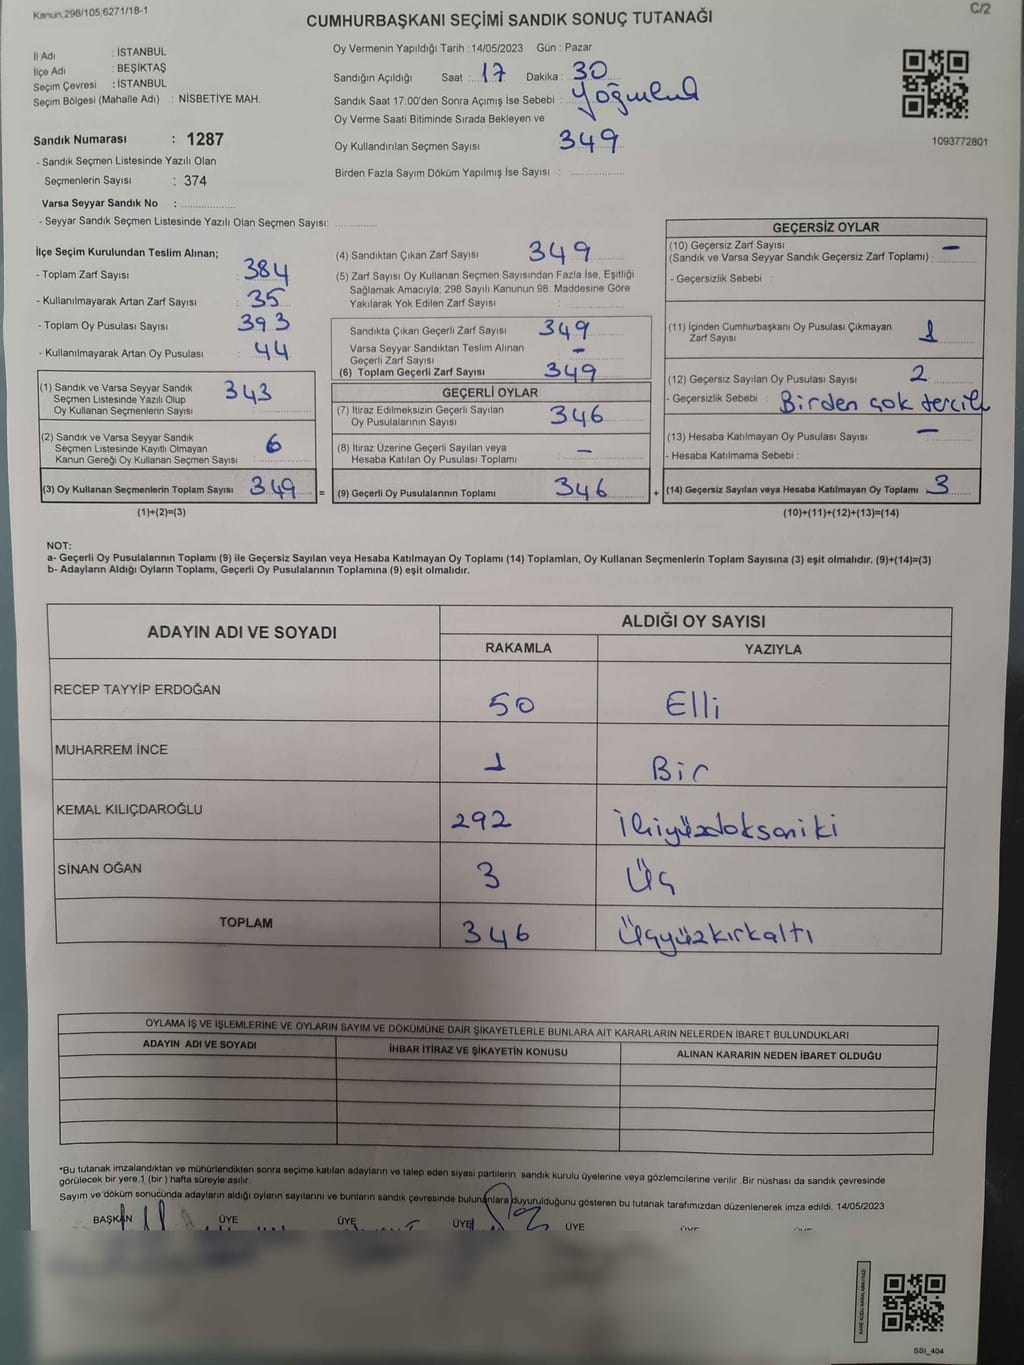 Kanun:298/105,6271/18-1
C/2
CUMHURBAŞKANI SEÇİMİ SANDIK SONUÇ TUTANAĞI
İl Adı : İSTANBUL
İlçe Adı : BEŞİKTAŞ
Seçim Çevresi : İSTANBUL
Seçim Bölgesi (Mahalle Adı) : NİSBETİYE MAH.
Sandık Numarası : 1287
- Sandık Seçmen Listesinde Yazılı Olan
Seçmenlerin Sayısı : 374
Varsa Seyyar Sandık No :
- Seyyar Sandık Seçmen Listesinde Yazılı Olan Seçmen Sayısı:
Oy Vermenin Yapıldığı Tarih :14/05/2023 Gün : Pazar
Sandığın Açıldığı Saat : 17 Dakika : 30
Sandık Saat 17:00'den Sonra Açımış İse Sebebi : Yoğunluk
Oy Verme Saati Bitiminde Sırada Bekleyen ve
Oy Kullandırılan Seçmen Sayısı 349
Birden Fazla Sayım Döküm Yapılmış İse Sayısı :
1093772801
İlçe Seçim Kurulundan Teslim Alınan;
- Toplam Zarf Sayısı : 384
- Kullanılmayarak Artan Zarf Sayısı : 35
- Toplam Oy Pusulası Sayısı : 393
- Kullanılmayarak Artan Oy Pusulası : 44
(1) Sandık ve Varsa Seyyar Sandık
Seçmen Listesinde Yazılı Olup
Oy Kullanan Seçmenlerin Sayısı 343
(2) Sandık ve Varsa Seyyar Sandık
Seçmen Listesinde Kayıtlı Olmayan
Kanun Gereği Oy Kullanan Seçmen Sayısı 6
(3) Oy Kullanan Seçmenlerin Toplam Sayısı 349 =
(1)+(2)=(3)
(4) Sandıktan Çıkan Zarf Sayısı 349
(5) Zarf Sayısı Oy Kullanan Seçmen Sayısından Fazla İse, Eşitliği
Sağlamak Amacıyla; 298 Sayılı Kanunun 98. Maddesine Göre
Yakılarak Yok Edilen Zarf Sayısı
Sandıkta Çıkan Geçerli Zarf Sayısı 349
Varsa Seyyar Sandıktan Teslim Alınan
Geçerli Zarf Sayısı -
(6) Toplam Geçerli Zarf Sayısı 349
GEÇERLİ OYLAR
(7) İtiraz Edilmeksizin Geçerli Sayılan
Oy Pusulalarının Sayısı 346
(8) İtiraz Üzerine Geçerli Sayılan veya
Hesaba Katılan Oy Pusulası Toplamı -
(9) Geçerli Oy Pusulalarının Toplamı 346 +
GEÇERSİZ OYLAR
(10) Geçersiz Zarf Sayısı
(Sandık ve Varsa Seyyar Sandık Geçersiz Zarf Toplamı) : -
- Geçersizlik Sebebi :
(11) İçinden Cumhurbaşkanı Oy Pusulası Çıkmayan
Zarf Sayısı 1
(12) Geçersiz Sayılan Oy Pusulası Sayısı 2
- Geçersizlik Sebebi : Birden çok tercih
(13) Hesaba Katılmayan Oy Pusulası Sayısı -
- Hesaba Katılmama Sebebi :
(14) Geçersiz Sayılan veya Hesaba Katılmayan Oy Toplamı 3
(10)+(11)+(12)+(13)=(14)
NOT:
a- Geçerli Oy Pusulalarının Toplamı (9) ile Geçersiz Sayılan veya Hesaba Katılmayan Oy Toplamı (14) Toplamları, Oy Kullanan Seçmenlerin Toplam Sayısına (3) eşit olmalıdır. (9)+(14)=(3)
b- Adayların Aldığı Oyların Toplamı, Geçerli Oy Pusulalarının Toplamına (9) eşit olmalıdır.
ADAYIN ADI VE SOYADI ALDIĞI OY SAYISI
RAKAMLA YAZIYLA
RECEP TAYYİP ERDOĞAN 50 Elli
MUHARREM İNCE 1 Bir
KEMAL KILIÇDAROĞLU 292 İkiyüzdoksaniki
SİNAN OĞAN 3 Üç
TOPLAM 346 Üçyüzkırkaltı
OYLAMA İŞ VE İŞLEMLERİNE VE OYLARIN SAYIM VE DÖKÜMÜNE DAİR ŞİKAYETLERLE BUNLARA AİT KARARLARIN NELERDEN İBARET BULUNDUKLARI
ADAYIN ADI VE SOYADI İHBAR İTİRAZ VE ŞİKAYETİN KONUSU ALINAN KARARIN NEDEN İBARET OLDUĞU
*Bu tutanak imzalandıktan ve mühürlendikten sonra seçime katılan adayların ve talep eden siyasi partilerin sandık kurulu üyelerine veya gözlemcilerine verilir .Bir nüshası da sandık çevresinde
görülecek bir yere 1 (bir ) hafta süreyle asılır.
Sayım ve döküm sonucunda adayların aldığı oyların sayılarını ve bunların sandık çevresinde bulunanlara duyurulduğunu gösteren bu tutanak tarafımızdan düzenlenerek imza edildi. 14/05/2023
BAŞKAN ÜYE ÜYE ÜYE ÜYE
SSI_404